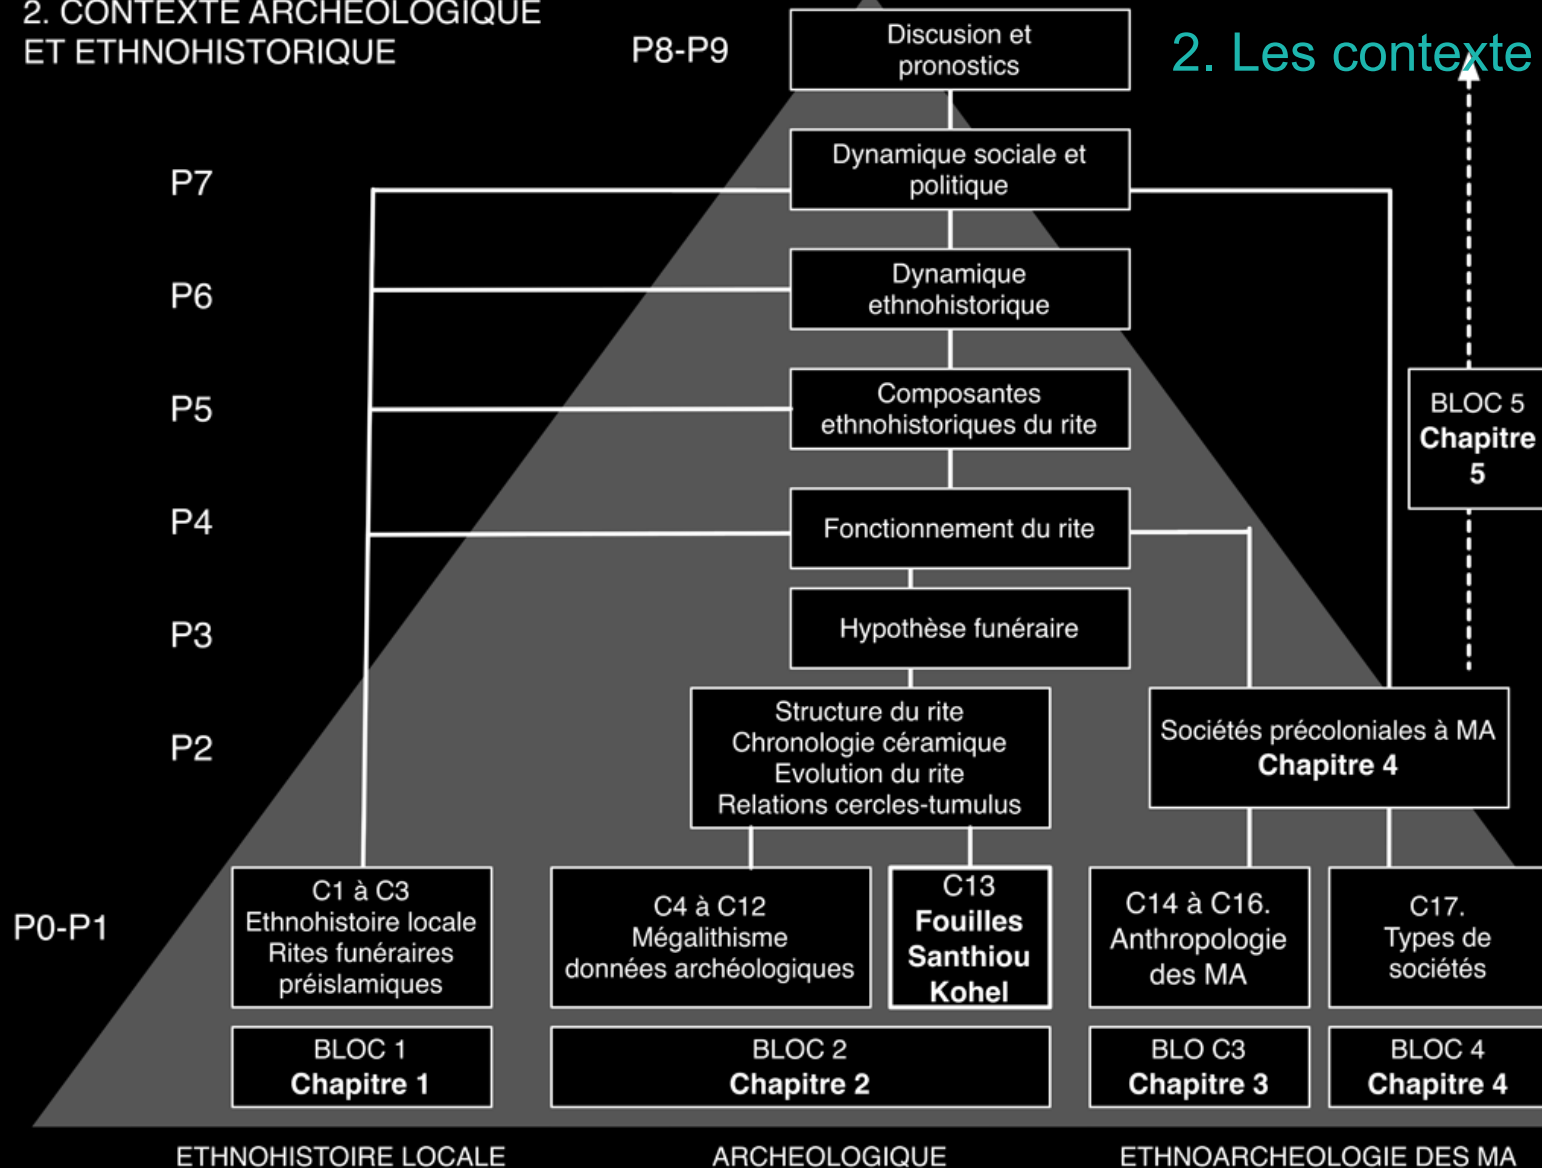 2. CONTEXTE ARCHEOLOGIQUE
ET ETHNOHISTORIQUE
P8-P9
Discusion et
pronostics
2. Les contexte
P7
Dynamique sociale et
politique
P6
Dynamique
ethnohistorique
P5
Composantes
ethnohistoriques du rite
BLOC 5
Chapitre
5
P4
Fonctionnement du rite
P3
Hypothèse funéraire
P2
Structure du rite
Chronologie céramique
Evolution du rite
Relations cercles-tumulus
Sociétés précoloniales à MA
Chapitre 4
P0-P1
C1 à C3
Ethnohistoire locale
Rites funéraires
préislamiques
C4 à C12
Mégalithisme
données archéologiques
C13
Fouilles
Santhiou
Kohel
C14 à C16.
Anthropologie
des MA
C17.
Types de
sociétés
BLOC 1
Chapitre 1
BLOC 2
Chapitre 2
BLO C3
Chapitre 3
BLOC 4
Chapitre 4
ETHNOHISTOIRE LOCALE
ARCHEOLOGIQUE
ETHNOARCHEOLOGIE DES MA